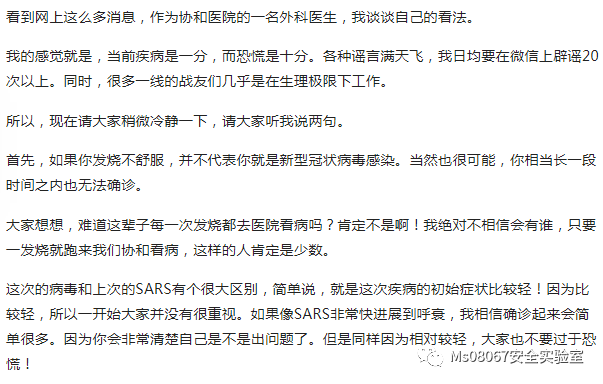 看到网上这么多消息，作为协和医院的一名外科医生，我谈谈自己的看法。
我的感觉就是，当前疾病是一分，而恐慌是十分。各种谣言满天飞，我日均要在微信上辟谣20
次以上。同时，很多一线的战友们几乎是在生理极限下工作。
所以，现在请大家稍微冷静一下，请大家听我说两句。
首先，如果你发烧不舒服，并不代表你就是新型冠状病毒感染。当然也很可能，你相当长一段
时间之内也无法确诊。
大家想想，难道这辈子每一次发烧都去医院看病吗？肯定不是啊！我绝对不相信会有谁，只要
一发烧就跑来我们协和看病，这样的人肯定是少数。
这次的病毒和上次的SARS有个很大区别，简单说，就是这次疾病的初始症状比较轻！因为比
较轻，所以一开始大家并没有很重视。如果像SARS非常快进展到呼衰，我相信确诊起来会简
单很多。因为你会非常清楚自己是不是出问题了。但是同样因为相对较轻，大家也不要过于恐
慌！
Ms08067安全实验室